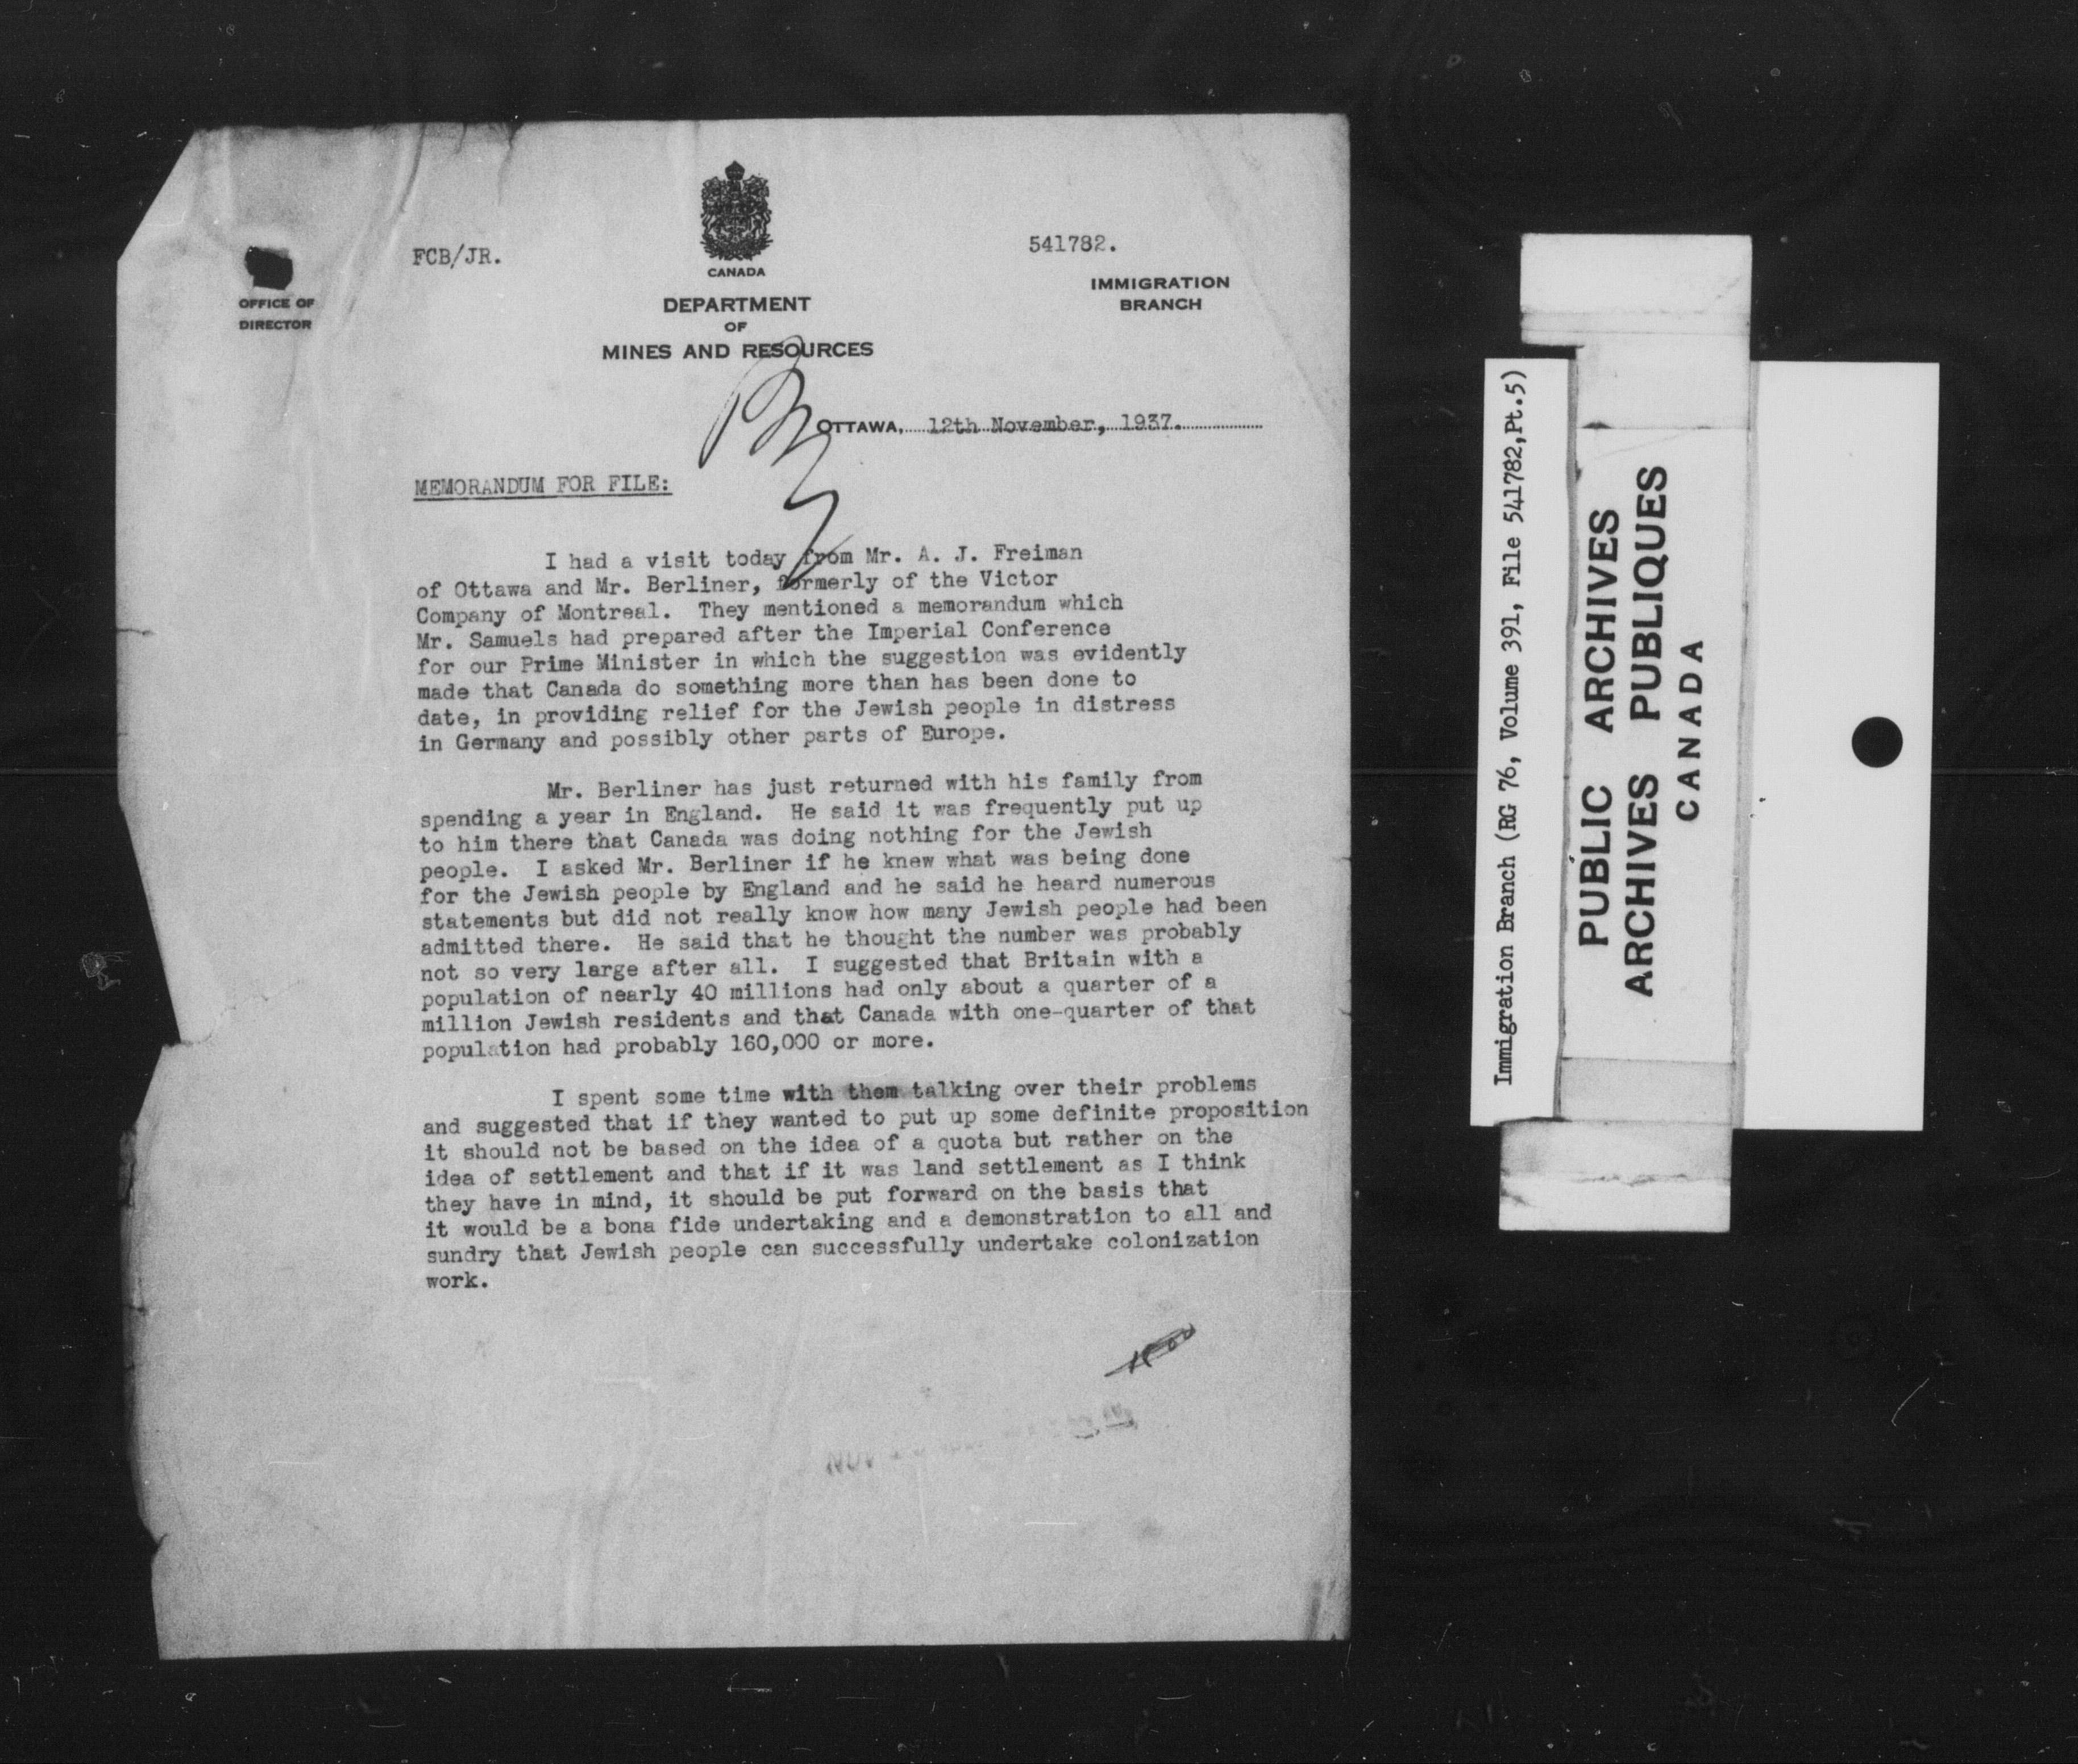 FCB/JR.
541782.
CANADA
OFFICE OF
DIRECTOR
DEPARTMENT
OF
MINES AND RESOURCES
IMMIGRATION
BRANCH
OTTAWA, 12th November, 1937.
MEMORANDUM FOR FILE:
I had a visit today from Mr. A. J. Freiman
of Ottawa and Mr. Berliner, formerly of the Victor
Company of Montreal. They mentioned a memorandum which
Mr. Samuels had prepared after the Imperial Conference
for our Prime Minister in which the suggestion was evidently
made that Canada do something more than has been done to
date, in providing relief for the Jewish people in distress
in Germany and possibly other parts of Europe.
Mr. Berliner has just returned with his family from
spending a year in England. He said it was frequently put up
to him there that Canada was doing nothing for the Jewish
people. I asked Mr. Berliner if he knew what was being done
for the Jewish people by England and he said he heard numerous
statements but did not really know how many Jewish people had been
admitted there. He said that he thought the number was probably
not so very large after all. I suggested that Britain with a
population of nearly 40 millions had only about a quarter of a
million Jewish residents and that Canada with one-quarter of that
population had probably 160,000 or more.
I spent some time with them talking over their problems
and suggested that if they wanted to put up some definite proposition
it should not be based on the idea of a quota but rather on the
idea of settlement and that if it was land settlement as I think
they have in mind, it should be put forward on the basis that
it would be a bona fide undertaking and a demonstration to all and
sundry that Jewish people can successfully undertake colonization
work.
Immigration Branch (RG 76, Volume 391, File 541782,Pt.5)
PUBLIC ARCHIVES
ARCHIVES PUBLIQUES
CANADA